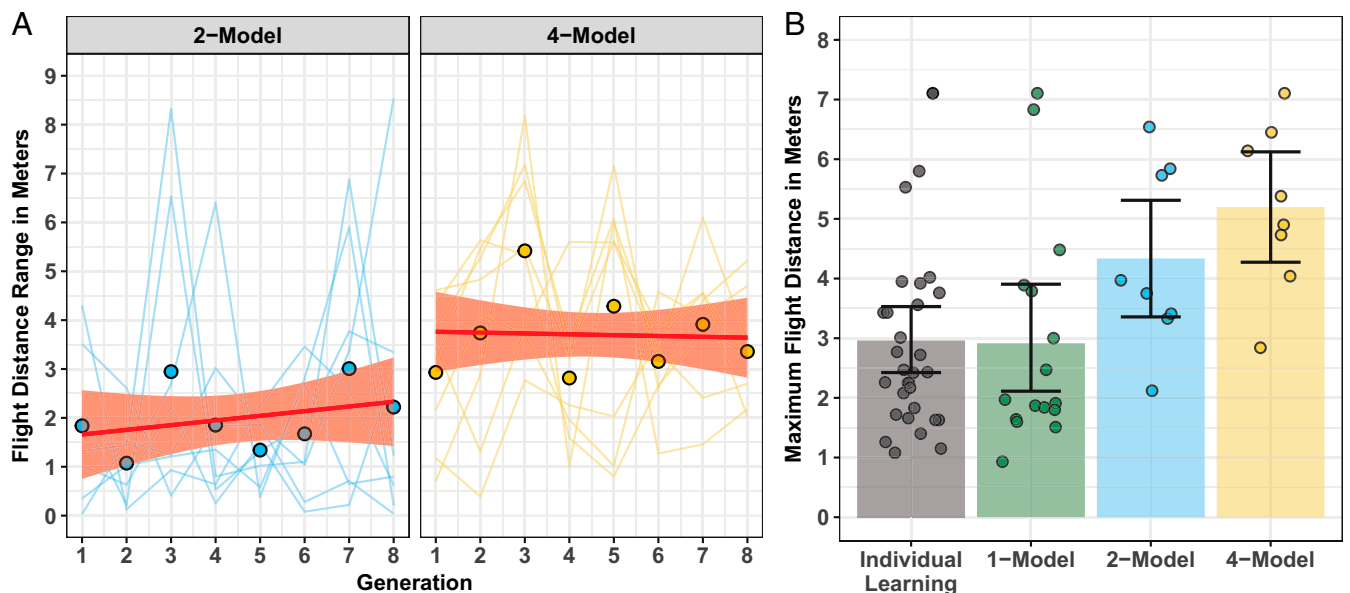 A
2−Model
4−Model
Flight Distance Range in Meters
9
8
7
6
5
4
3
2
1
0
1 2 3 4 5 6 7 8
1 2 3 4 5 6 7 8
Generation
B
Maximum Flight Distance in Meters
8
7
6
5
4
3
2
1
0
Individual
Learning
1−Model
2−Model
4−Model